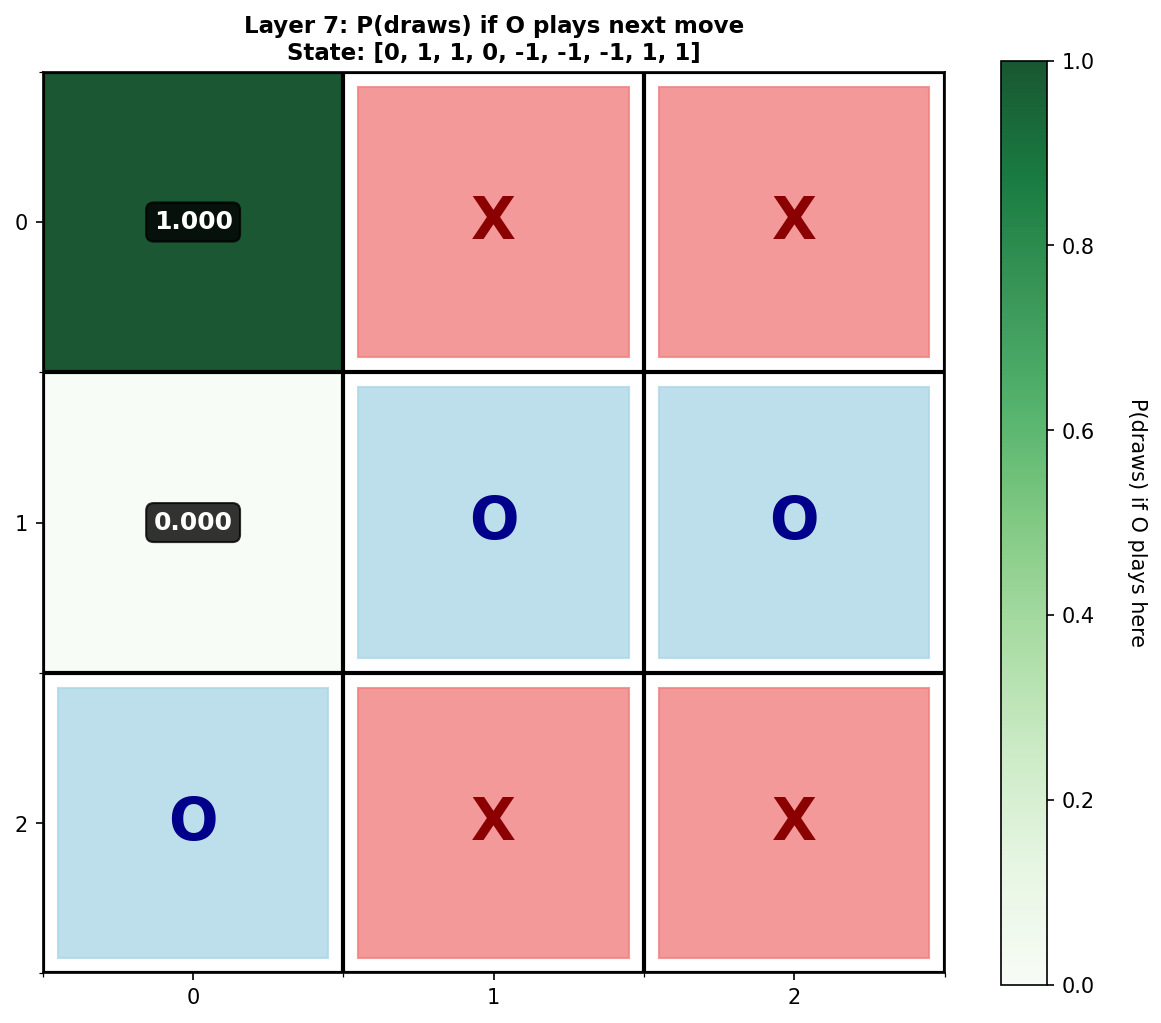 Layer 7: P(draws) if O plays next move
State: [0, 1, 1, 0, -1, -1, -1, 1, 1]
1.000 X X
0.000 O O
O X X
0
1
2
0 1 2
1.0
0.8
0.6
0.4
0.2
0.0
P(draws) if O plays here